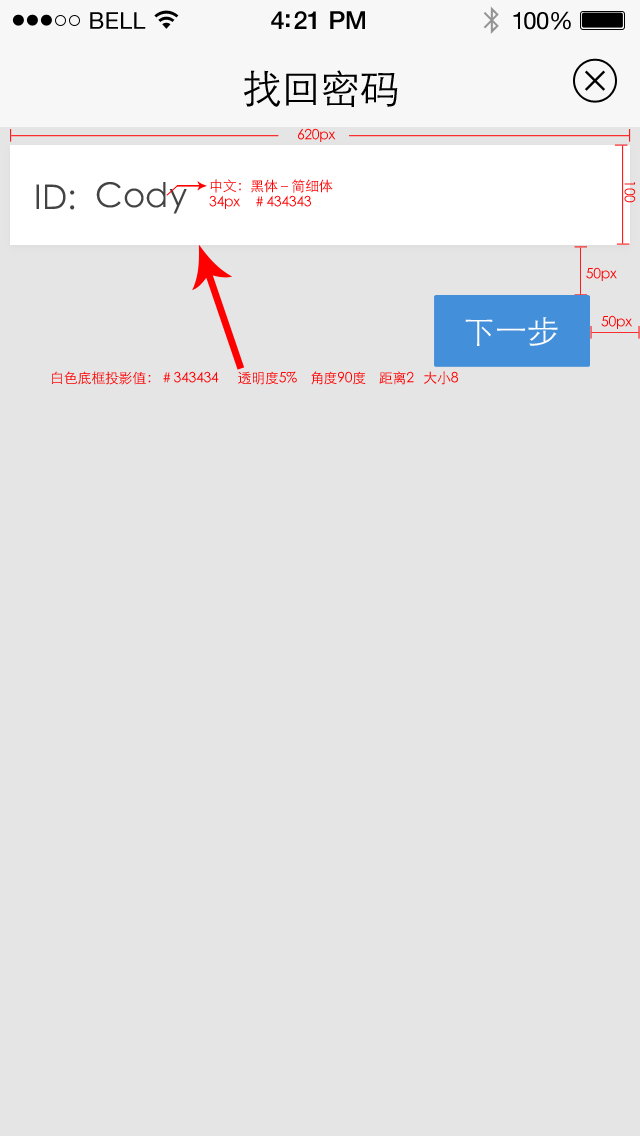 BELL 4:21 PM 100%
找回密码
620px
ID: Cody
中文：黑体－简细体
34px ＃434343
100
50px
50px
下一步
白色底框投影值：＃343434 透明度5% 角度90度 距离2 大小8